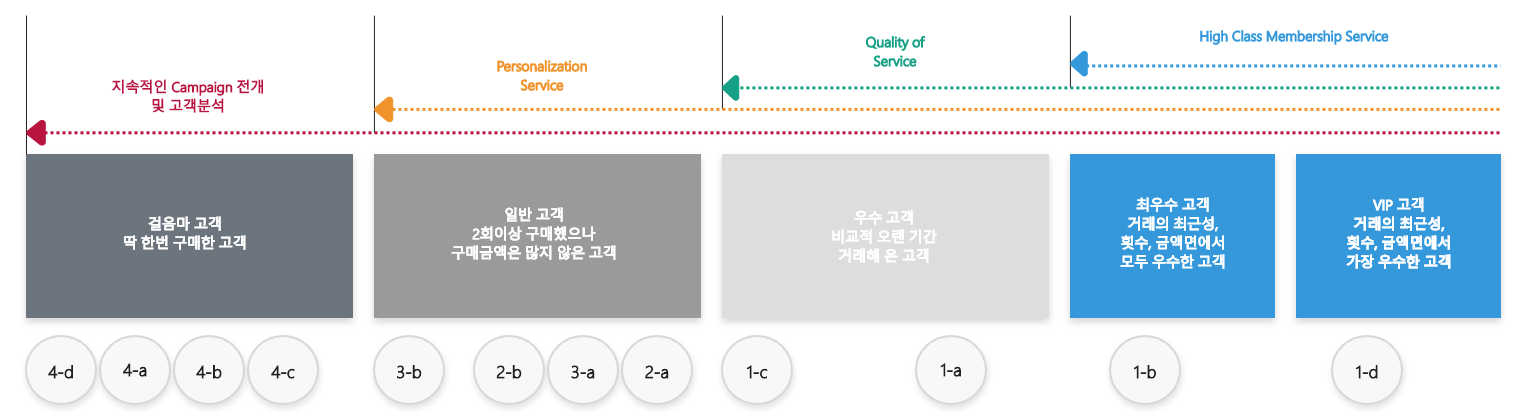 High Class Membership Service
Quality of
Service
Personalization
Service
지속적인 Campaign 전개
및 고객분석
걸음마 고객
딱 한번 구매한 고객
일반 고객
2회이상 구매했으나
구매금액은 많지 않은 고객
우수 고객
비교적 오랜 기간
거래해 온 고객
최우수 고객
거래의 최근성,
횟수, 금액면에서
모두 우수한 고객
VIP 고객
거래의 최근성,
횟수, 금액면에서
가장 우수한 고객
4-d
4-a
4-b
4-c
3-b
2-b
3-a
2-a
1-c
1-a
1-b
1-d